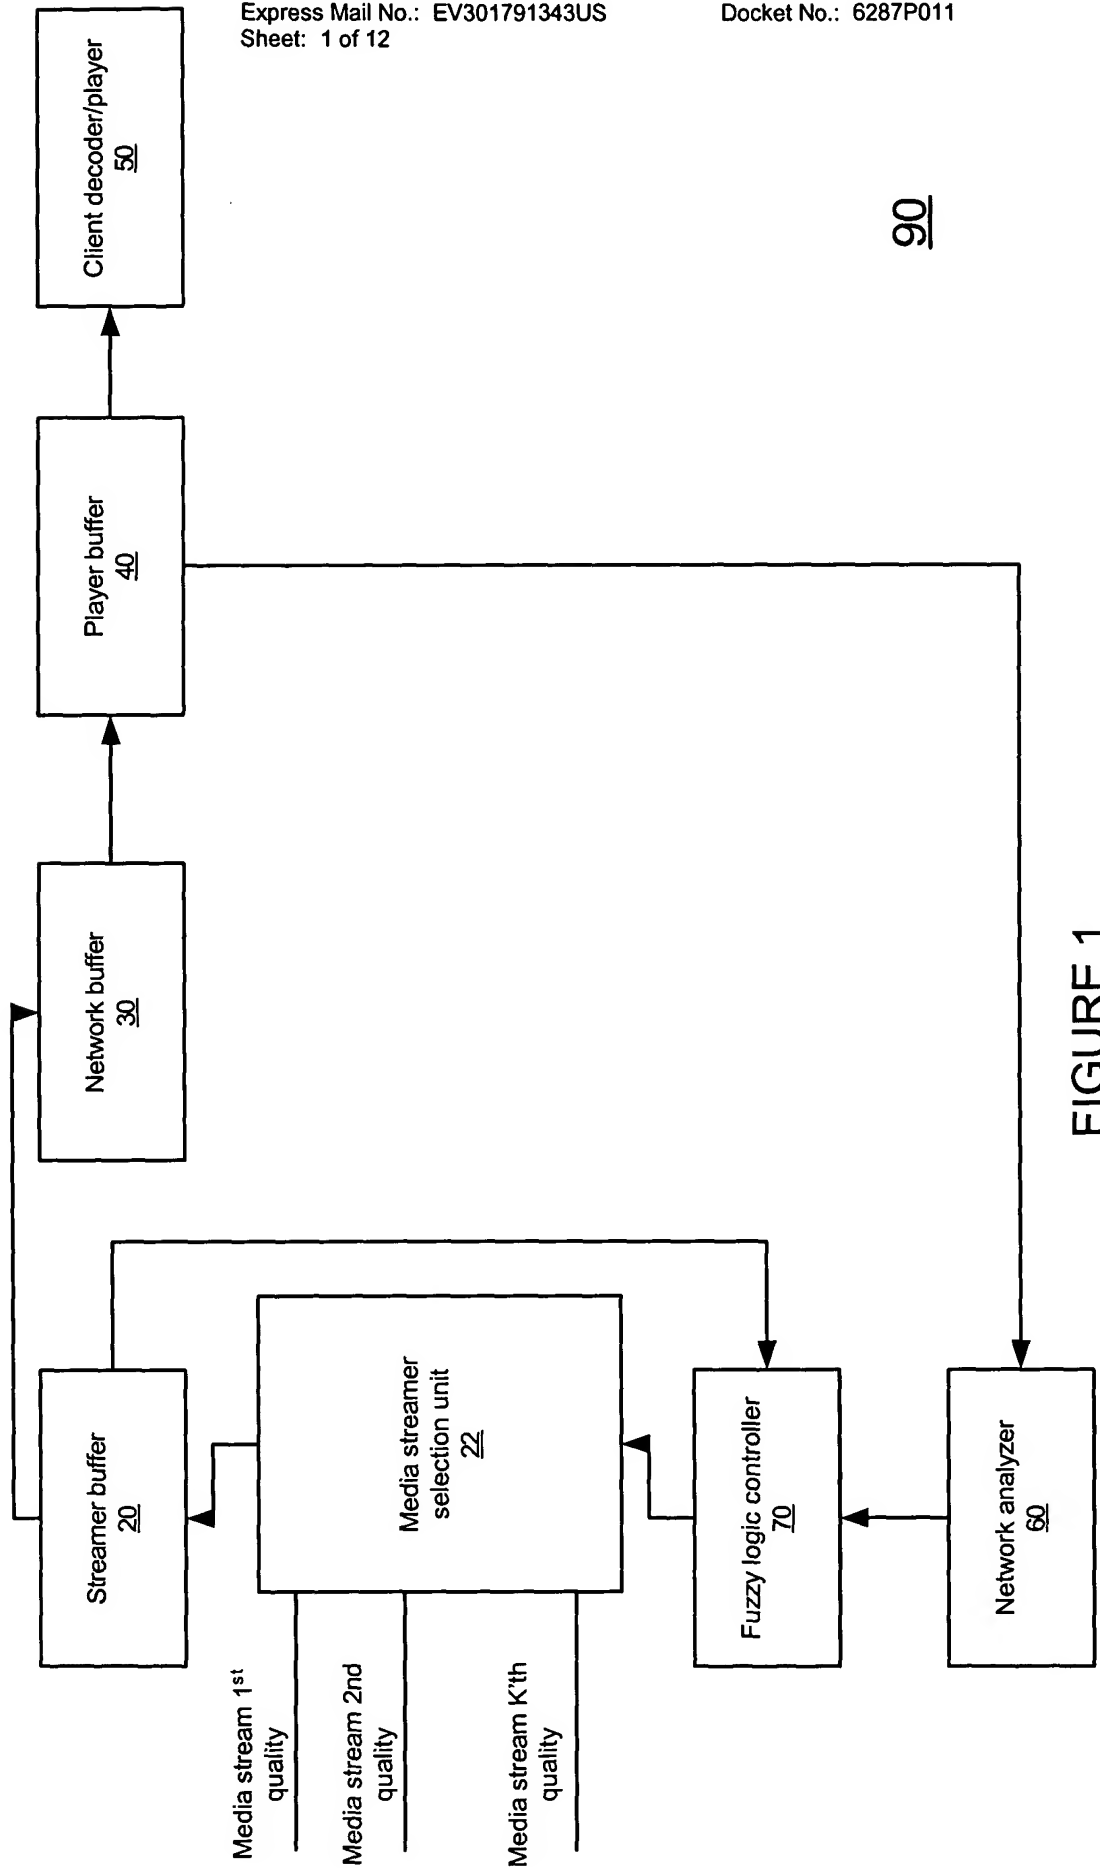 Express Mail No.: EV301791343US Docket No.: 6287P011
Sheet: 1 of 12
Streamer buffer
20
Network buffer
30
Player buffer
40
Client decoder/player
50
Media stream 1st
quality
Media stream 2nd
quality
Media stream K'th
quality
Media streamer
selection unit
22
Fuzzy logic controller
70
Network analyzer
60
90
FIGURE 1